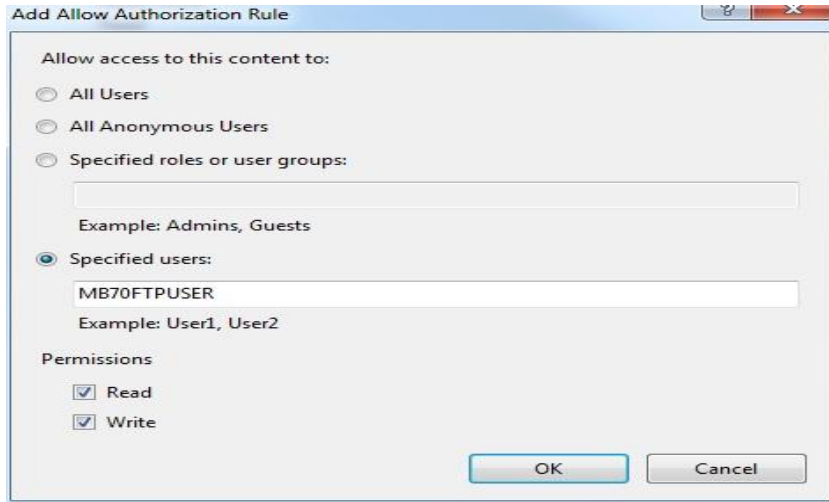 Add Allow Authorization Rule
Allow access to this content to:
All Users
All Anonymous Users
Specified roles or user groups:
Example: Admins, Guests
Specified users:
MB70FTPUSER
Example: User1, User2
Permissions
Read
Write
OK
Cancel